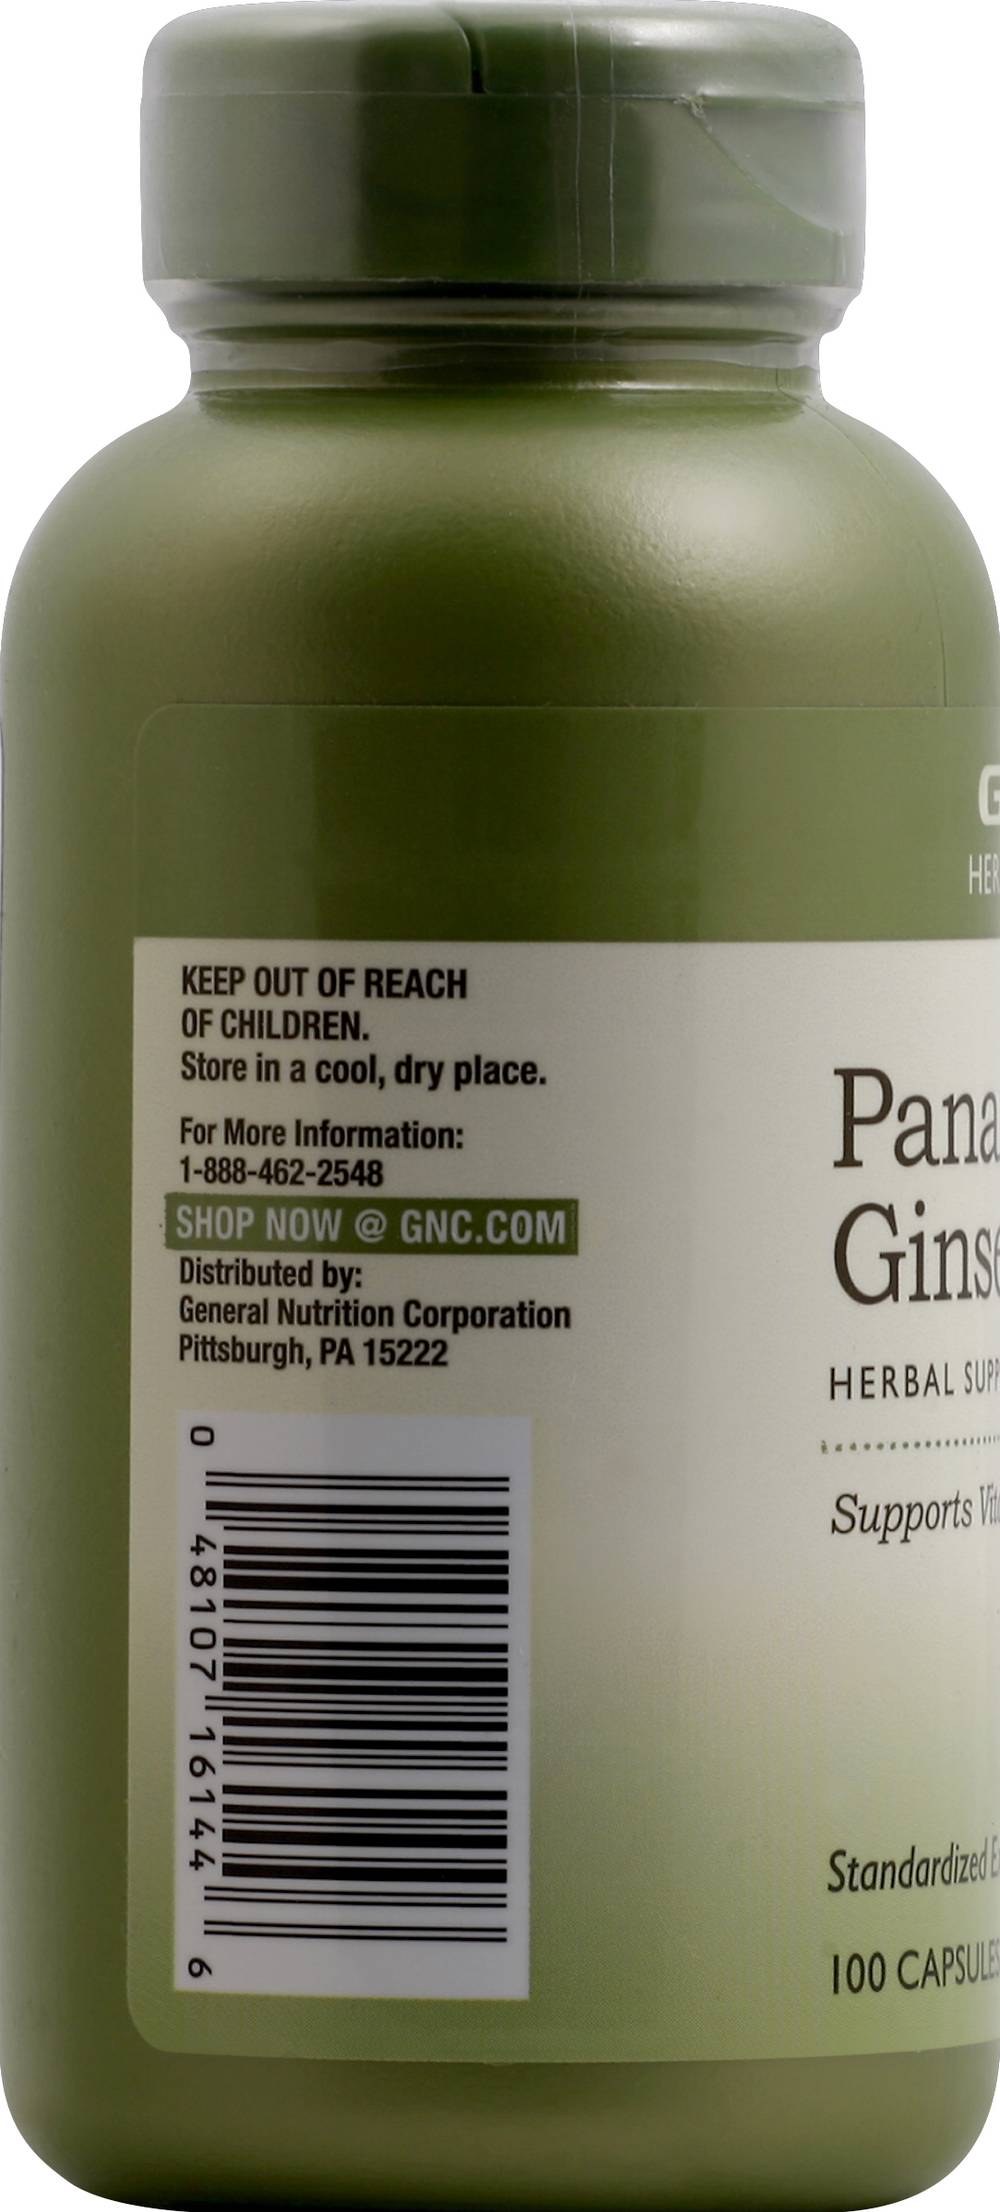 KEEP OUT OF REACH
OF CHILDREN.
Store in a cool, dry place.
For More Information:
1-888-462-2548
SHOP NOW @ GNC.COM
Distributed by:
General Nutrition Corporation
Pittsburgh, PA 15222
0 48107 16144 6
G
HER
Pana
Ginse
HERBAL SUPP
Supports Vita
Standardized E
100 CAPSULES